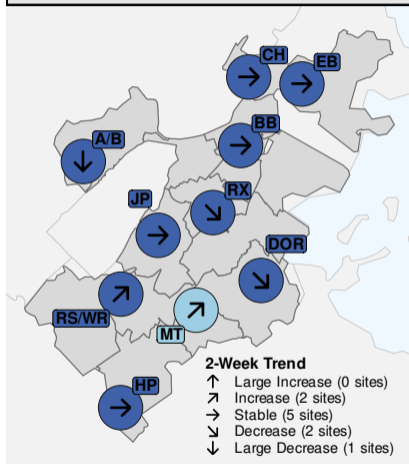 CH
EB
BB
A/B
RX
JP
DOR
RS/WR
MT
HP
2-Week Trend
↑ Large Increase (0 sites)
↗ Increase (2 sites)
→ Stable (5 sites)
↘ Decrease (2 sites)
↓ Large Decrease (1 sites)